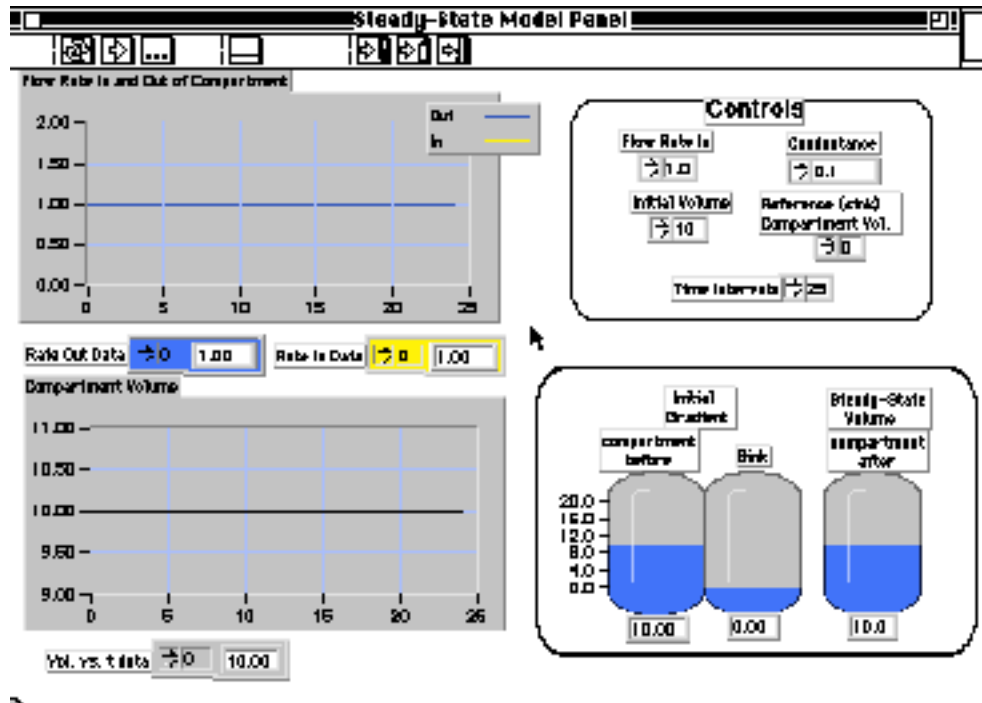 Steady-State Model Panel
...
Flow Rate In and Out of Compartment
Out
In
2.00
1.50
1.00
0.50
0.00
0 5 10 15 20 25
Rate Out Data 0 1.00 Rate In Data 0 1.00
Compartment Volume
11.00
10.50
10.00
9.50
9.00
0 5 10 15 20 25
Vol. vs. t data 0 10.00
Controls
Flow Rate In
1.0
Conductance
0.1
Initial Volume
10
Reference (sink)
Compartment Vol.
0
Time Intervals 25
Initial
Gradient
compartment
before
Sink
Steady-State
Volume
compartment
after
20.0
16.0
12.0
8.0
4.0
0.0
10.00 0.00 10.0